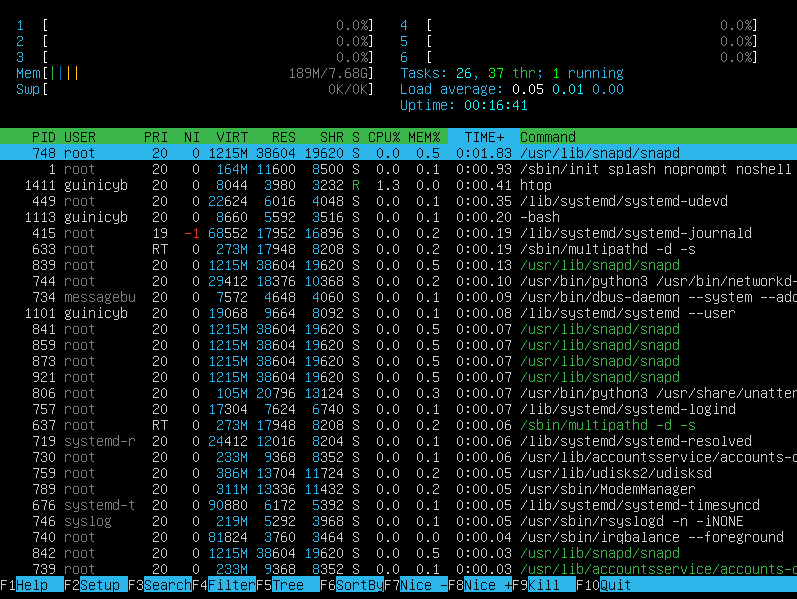 1 [ 0.0%] 4 [ 0.0%]
2 [ 0.0%] 5 [ 0.0%]
3 [ 0.0%] 6 [ 0.0%]
Mem[|||| 189M/7.68G] Tasks: 26, 37 thr; 1 running
Swp[ 0K/0K] Load average: 0.05 0.01 0.00
Uptime: 00:16:41
PID USER PRI NI VIRT RES SHR S CPU% MEM% TIME+ Command
748 root 20 0 1215M 38604 19620 S 0.0 0.5 0:01.83 /usr/lib/snapd/snapd
1 root 20 0 164M 11600 8500 S 0.0 0.1 0:00.93 /sbin/init splash noprompt noshell
1411 guinicyb 20 0 8044 3980 3232 R 1.3 0.0 0:00.41 htop
449 root 20 0 22624 6016 4048 S 0.0 0.1 0:00.35 /lib/systemd/systemd-udevd
1113 guinicyb 20 0 8660 5592 3516 S 0.0 0.1 0:00.20 -bash
415 root 19 -1 68552 17952 16896 S 0.0 0.2 0:00.19 /lib/systemd/systemd-journald
633 root RT 0 273M 17948 8208 S 0.0 0.2 0:00.19 /sbin/multipathd -d -s
839 root 20 0 1215M 38604 19620 S 0.0 0.5 0:00.13 /usr/lib/snapd/snapd
744 root 20 0 29412 18376 10368 S 0.0 0.2 0:00.10 /usr/bin/python3 /usr/bin/networkd-
734 messagebu 20 0 7572 4648 4060 S 0.0 0.1 0:00.09 /usr/bin/dbus-daemon --system --add
1101 guinicyb 20 0 19068 9664 8092 S 0.0 0.1 0:00.08 /lib/systemd/systemd --user
841 root 20 0 1215M 38604 19620 S 0.0 0.5 0:00.07 /usr/lib/snapd/snapd
859 root 20 0 1215M 38604 19620 S 0.0 0.5 0:00.07 /usr/lib/snapd/snapd
873 root 20 0 1215M 38604 19620 S 0.0 0.5 0:00.07 /usr/lib/snapd/snapd
921 root 20 0 1215M 38604 19620 S 0.0 0.5 0:00.07 /usr/lib/snapd/snapd
806 root 20 0 105M 20796 13124 S 0.0 0.3 0:00.07 /usr/bin/python3 /usr/share/unatten
757 root 20 0 17304 7624 6740 S 0.0 0.1 0:00.07 /lib/systemd/systemd-logind
637 root RT 0 273M 17948 8208 S 0.0 0.2 0:00.07 /sbin/multipathd -d -s
719 systemd-r 20 0 24412 12016 8204 S 0.0 0.1 0:00.06 /lib/systemd/systemd-resolved
730 root 20 0 233M 9368 8352 S 0.0 0.1 0:00.06 /usr/lib/accountsservice/accounts-d
759 root 20 0 386M 13704 11724 S 0.0 0.2 0:00.05 /usr/lib/udisks2/udisksd
789 root 20 0 311M 13336 11432 S 0.0 0.2 0:00.05 /usr/sbin/ModemManager
676 systemd-t 20 0 90880 6172 5392 S 0.0 0.1 0:00.05 /lib/systemd/systemd-timesyncd
746 syslog 20 0 219M 5292 3968 S 0.0 0.1 0:00.05 /usr/sbin/rsyslogd -n -iNONE
740 root 20 0 81824 3760 3464 S 0.0 0.0 0:00.04 /usr/sbin/irqbalance --foreground
842 root 20 0 1215M 38604 19620 S 0.0 0.5 0:00.03 /usr/lib/snapd/snapd
739 root 20 0 233M 9368 8352 S 0.0 0.1 0:00.03 /usr/lib/accountsservice/accounts-d
F1Help F2Setup F3SearchF4FilterF5Tree F6SortByF7Nice -F8Nice +F9Kill F10Quit